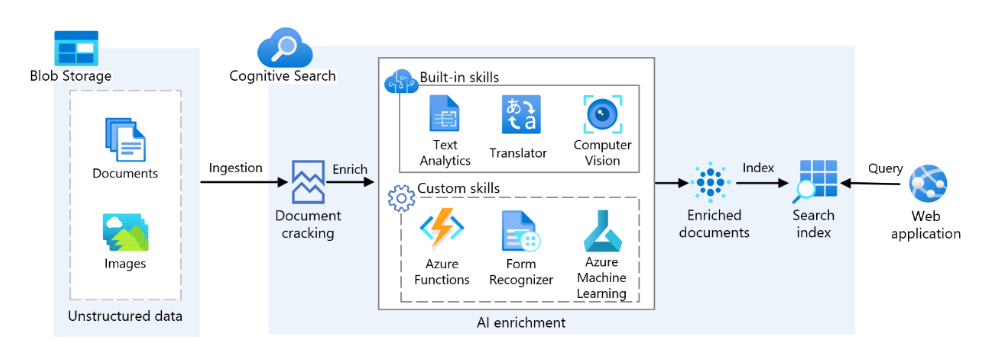 Blob Storage
Documents
Images
Unstructured data
Ingestion
Cognitive Search
Document
cracking
Enrich
Built-in skills
Text
Analytics
Translator
Computer
Vision
Custom skills
Azure
Functions
Form
Recognizer
Azure
Machine
Learning
AI enrichment
Enriched
documents
Index
Search
index
Query
Web
application